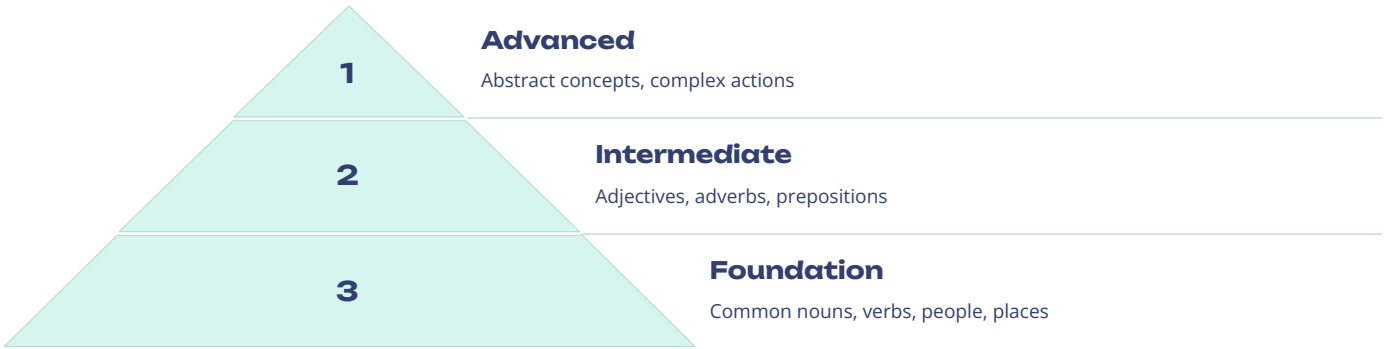 1
Advanced
Abstract concepts, complex actions
2
Intermediate
Adjectives, adverbs, prepositions
3
Foundation
Common nouns, verbs, people, places